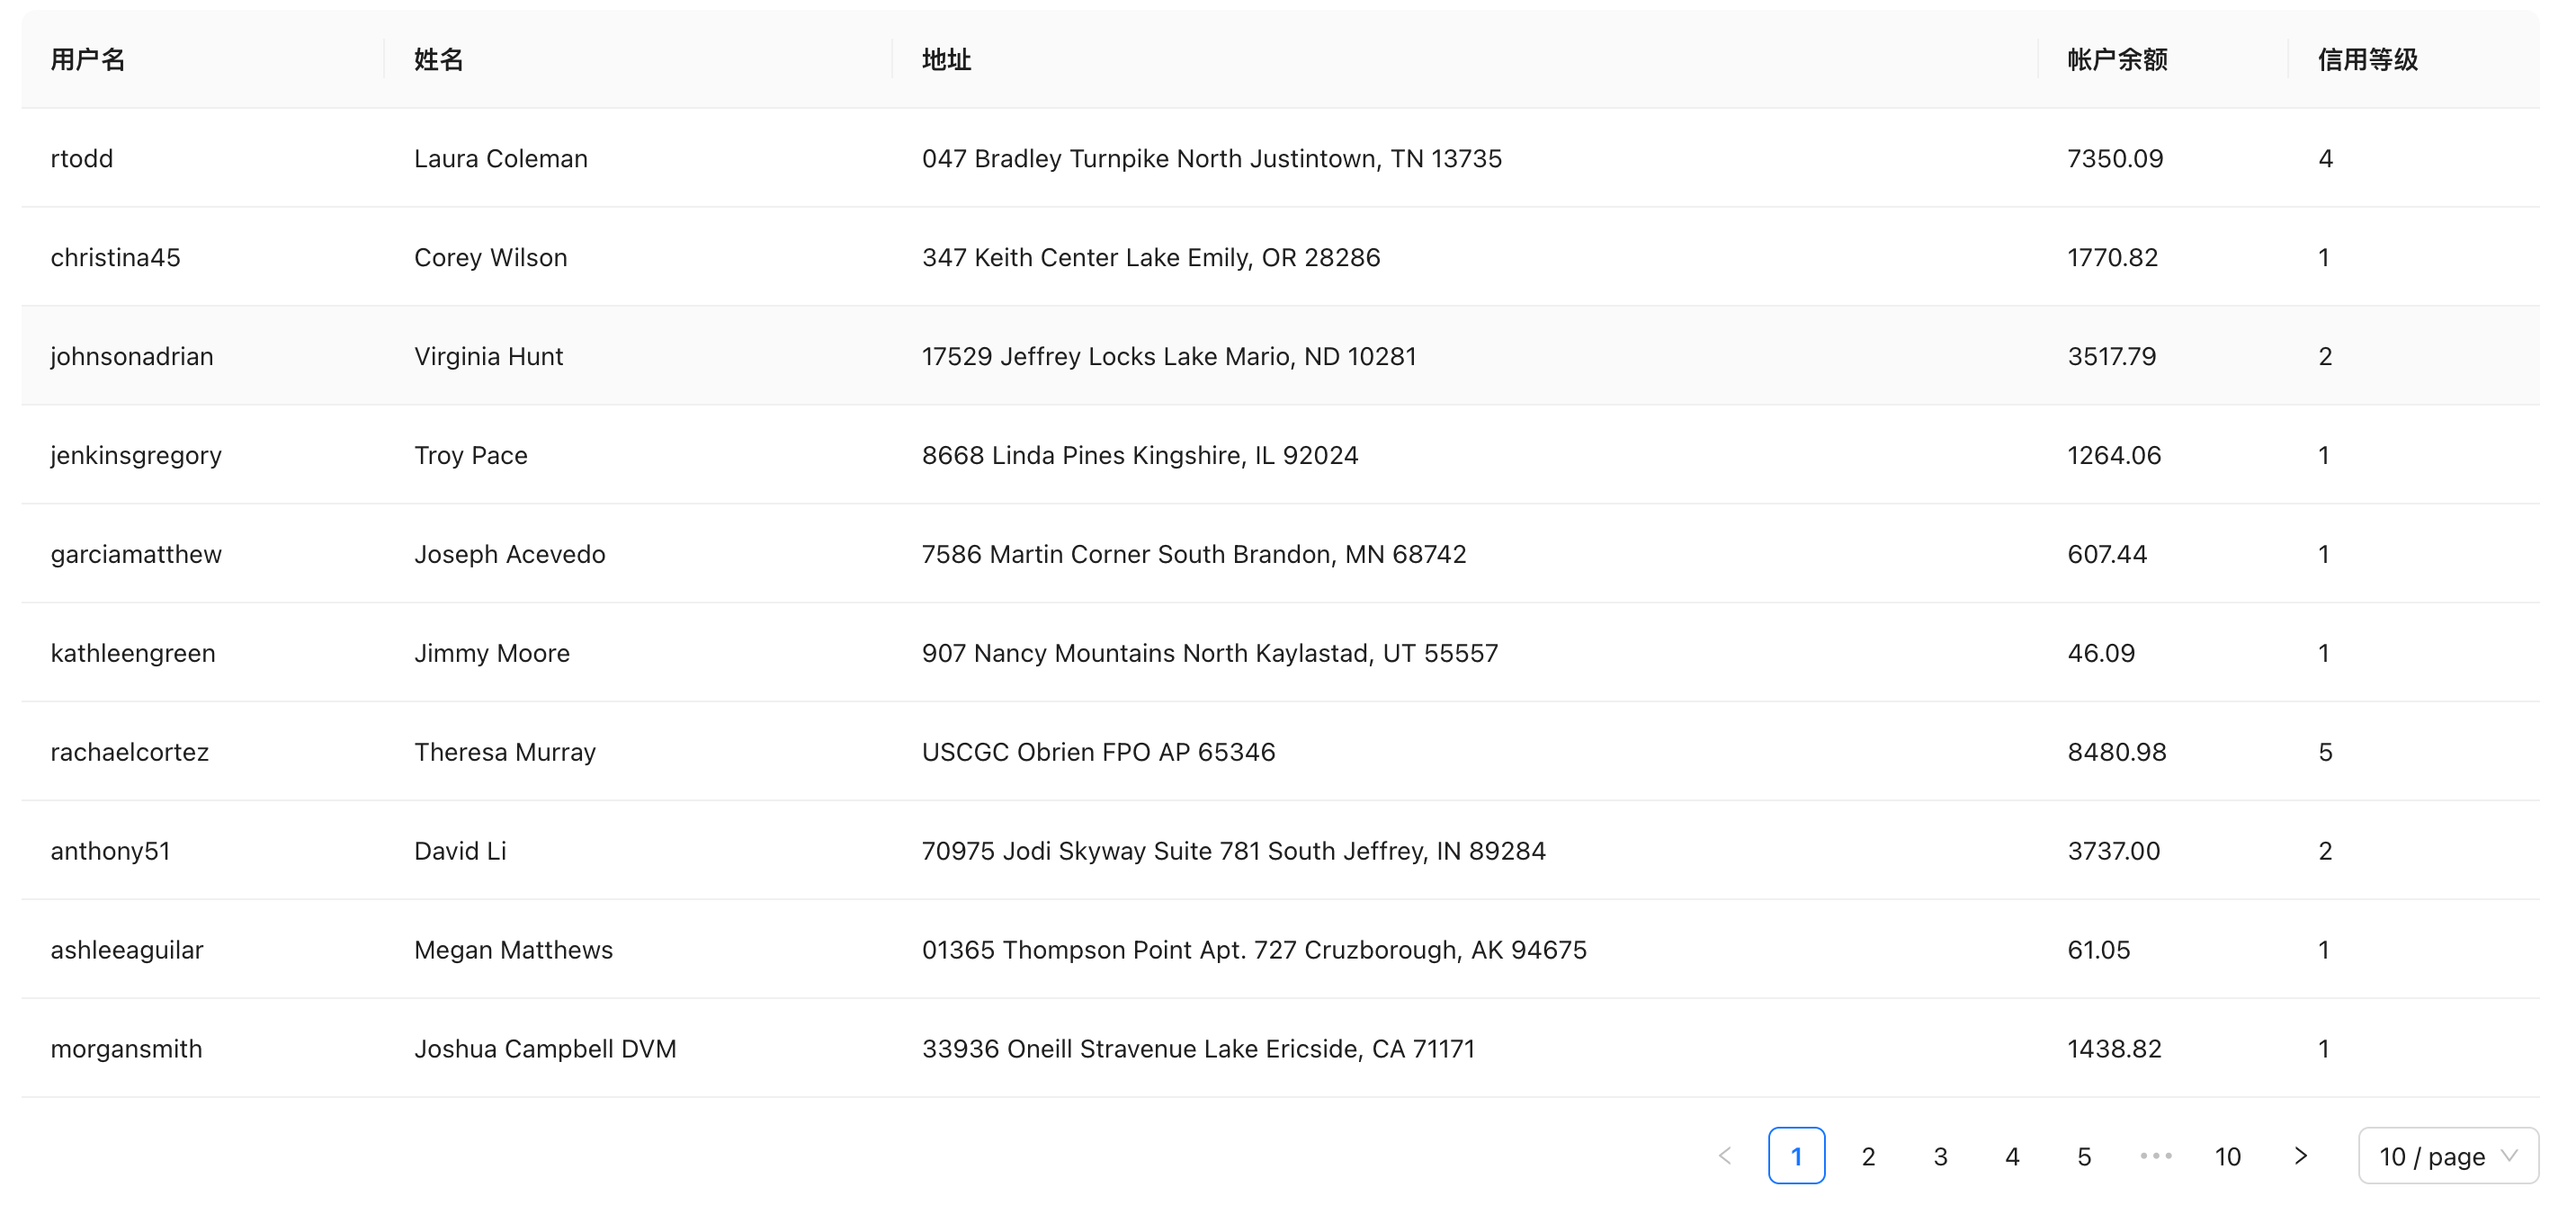 用户名 姓名 地址 帐户余额 信用等级
rtodd Laura Coleman 047 Bradley Turnpike North Justintown, TN 13735 7350.09 4
christina45 Corey Wilson 347 Keith Center Lake Emily, OR 28286 1770.82 1
johnsonadrian Virginia Hunt 17529 Jeffrey Locks Lake Mario, ND 10281 3517.79 2
jenkinsgregory Troy Pace 8668 Linda Pines Kingshire, IL 92024 1264.06 1
garciamatthew Joseph Acevedo 7586 Martin Corner South Brandon, MN 68742 607.44 1
kathleengreen Jimmy Moore 907 Nancy Mountains North Kaylastad, UT 55557 46.09 1
rachaelcortez Theresa Murray USCGC Obrien FPO AP 65346 8480.98 5
anthony51 David Li 70975 Jodi Skyway Suite 781 South Jeffrey, IN 89284 3737.00 2
ashleeaguilar Megan Matthews 01365 Thompson Point Apt. 727 Cruzborough, AK 94675 61.05 1
morgansmith Joshua Campbell DVM 33936 Oneill Stravenue Lake Ericside, CA 71171 1438.82 1
1 2 3 4 5 ••• 10 10 / page